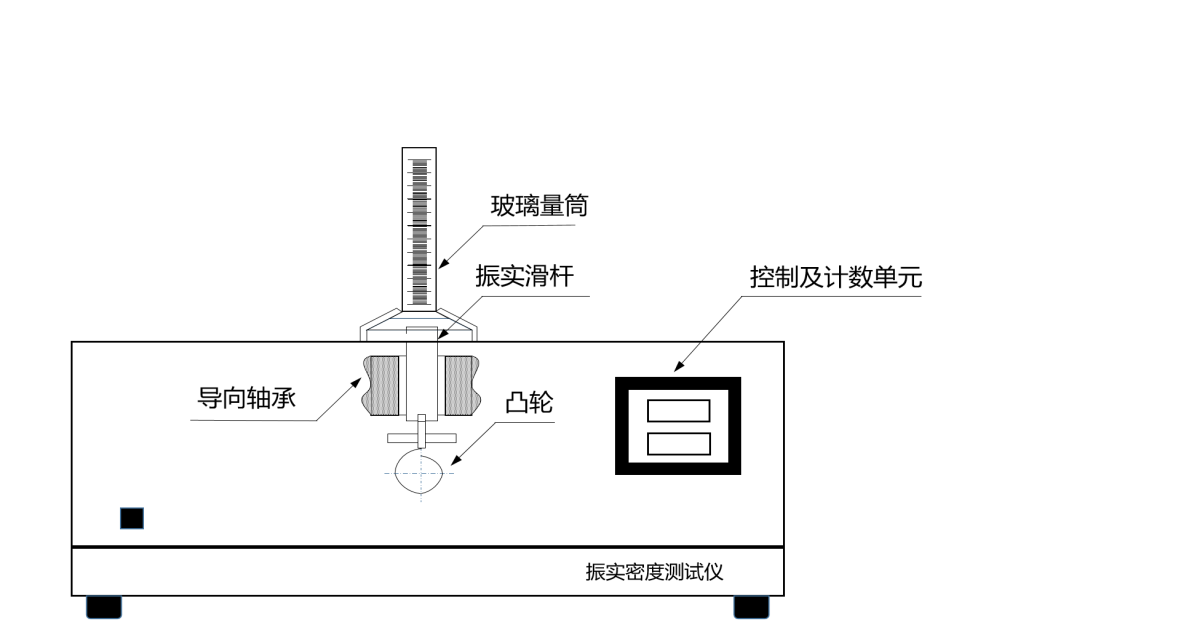 玻璃量筒
振实滑杆
控制及计数单元
导向轴承
凸轮
振实密度测试仪